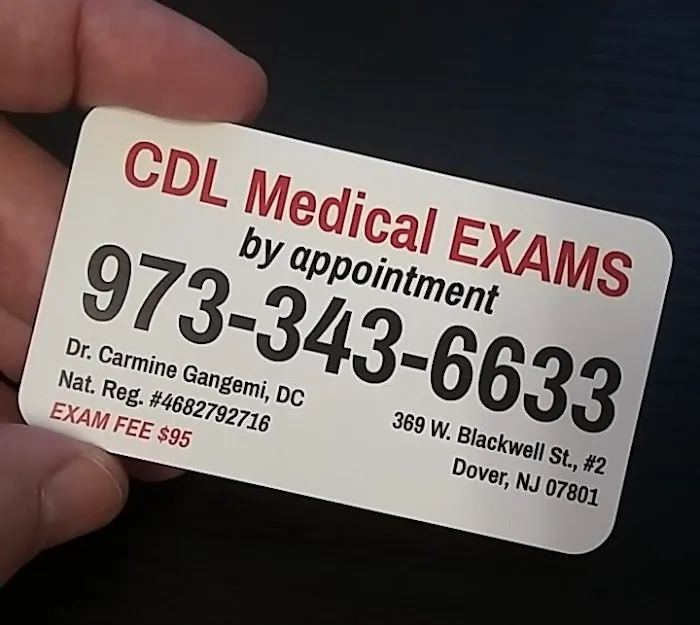 CDL Medical EXAMS
by appointment
973-343-6633
Dr. Carmine Gangemi, DC
Nat. Reg. #4682792716
EXAM FEE $95
369 W. Blackwell St., #2
Dover, NJ 07801